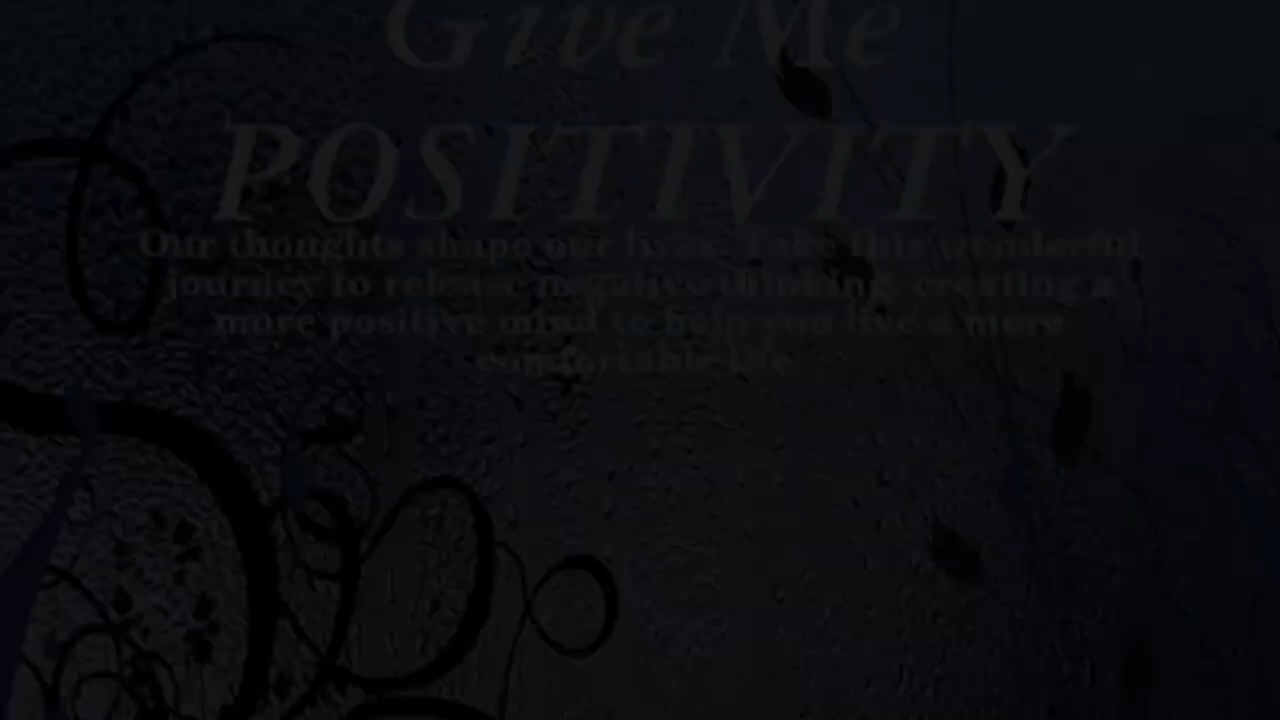 Give Me
POSITIVITY
Our thoughts shape our lives. Take this wonderful
journey to release negative thinking, creating a
more positive mind to help you live a more
comfortable life.